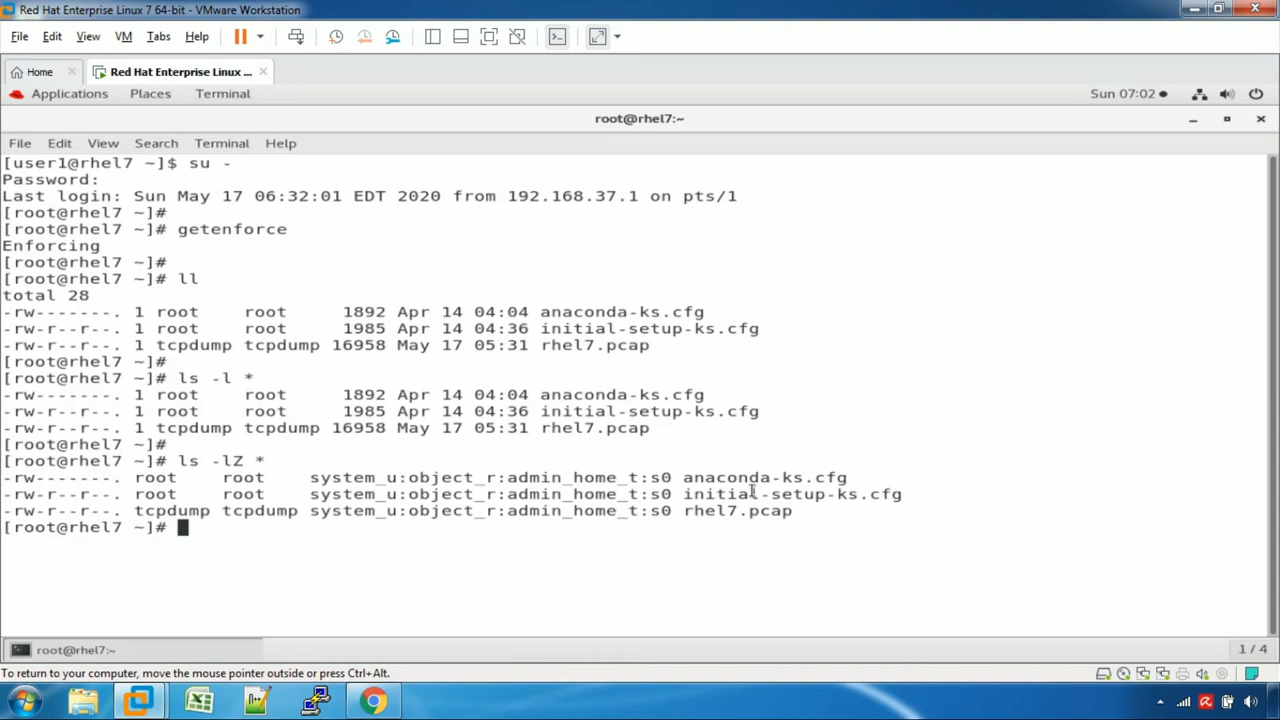 Red Hat Enterprise Linux 7 64-bit - VMware Workstation
File Edit View VM Tabs Help
Home Red Hat Enterprise Linux ...
Applications Places Terminal Sun 07:02
root@rhel7:~
File Edit View Search Terminal Help
[user1@rhel7 ~]$ su -
Password:
Last login: Sun May 17 06:32:01 EDT 2020 from 192.168.37.1 on pts/1
[root@rhel7 ~]#
[root@rhel7 ~]# getenforce
Enforcing
[root@rhel7 ~]#
[root@rhel7 ~]# ll
total 28
-rw-------. 1 root root 1892 Apr 14 04:04 anaconda-ks.cfg
-rw-r--r--. 1 root root 1985 Apr 14 04:36 initial-setup-ks.cfg
-rw-r--r--. 1 tcpdump tcpdump 16958 May 17 05:31 rhel7.pcap
[root@rhel7 ~]#
[root@rhel7 ~]# ls -l *
-rw-------. 1 root root 1892 Apr 14 04:04 anaconda-ks.cfg
-rw-r--r--. 1 root root 1985 Apr 14 04:36 initial-setup-ks.cfg
-rw-r--r--. 1 tcpdump tcpdump 16958 May 17 05:31 rhel7.pcap
[root@rhel7 ~]#
[root@rhel7 ~]# ls -lZ *
-rw-------. root root system_u:object_r:admin_home_t:s0 anaconda-ks.cfg
-rw-r--r--. root root system_u:object_r:admin_home_t:s0 initial-setup-ks.cfg
-rw-r--r--. tcpdump tcpdump system_u:object_r:admin_home_t:s0 rhel7.pcap
[root@rhel7 ~]#
root@rhel7:~ 1 / 4
To return to your computer, move the mouse pointer outside or press Ctrl+Alt.